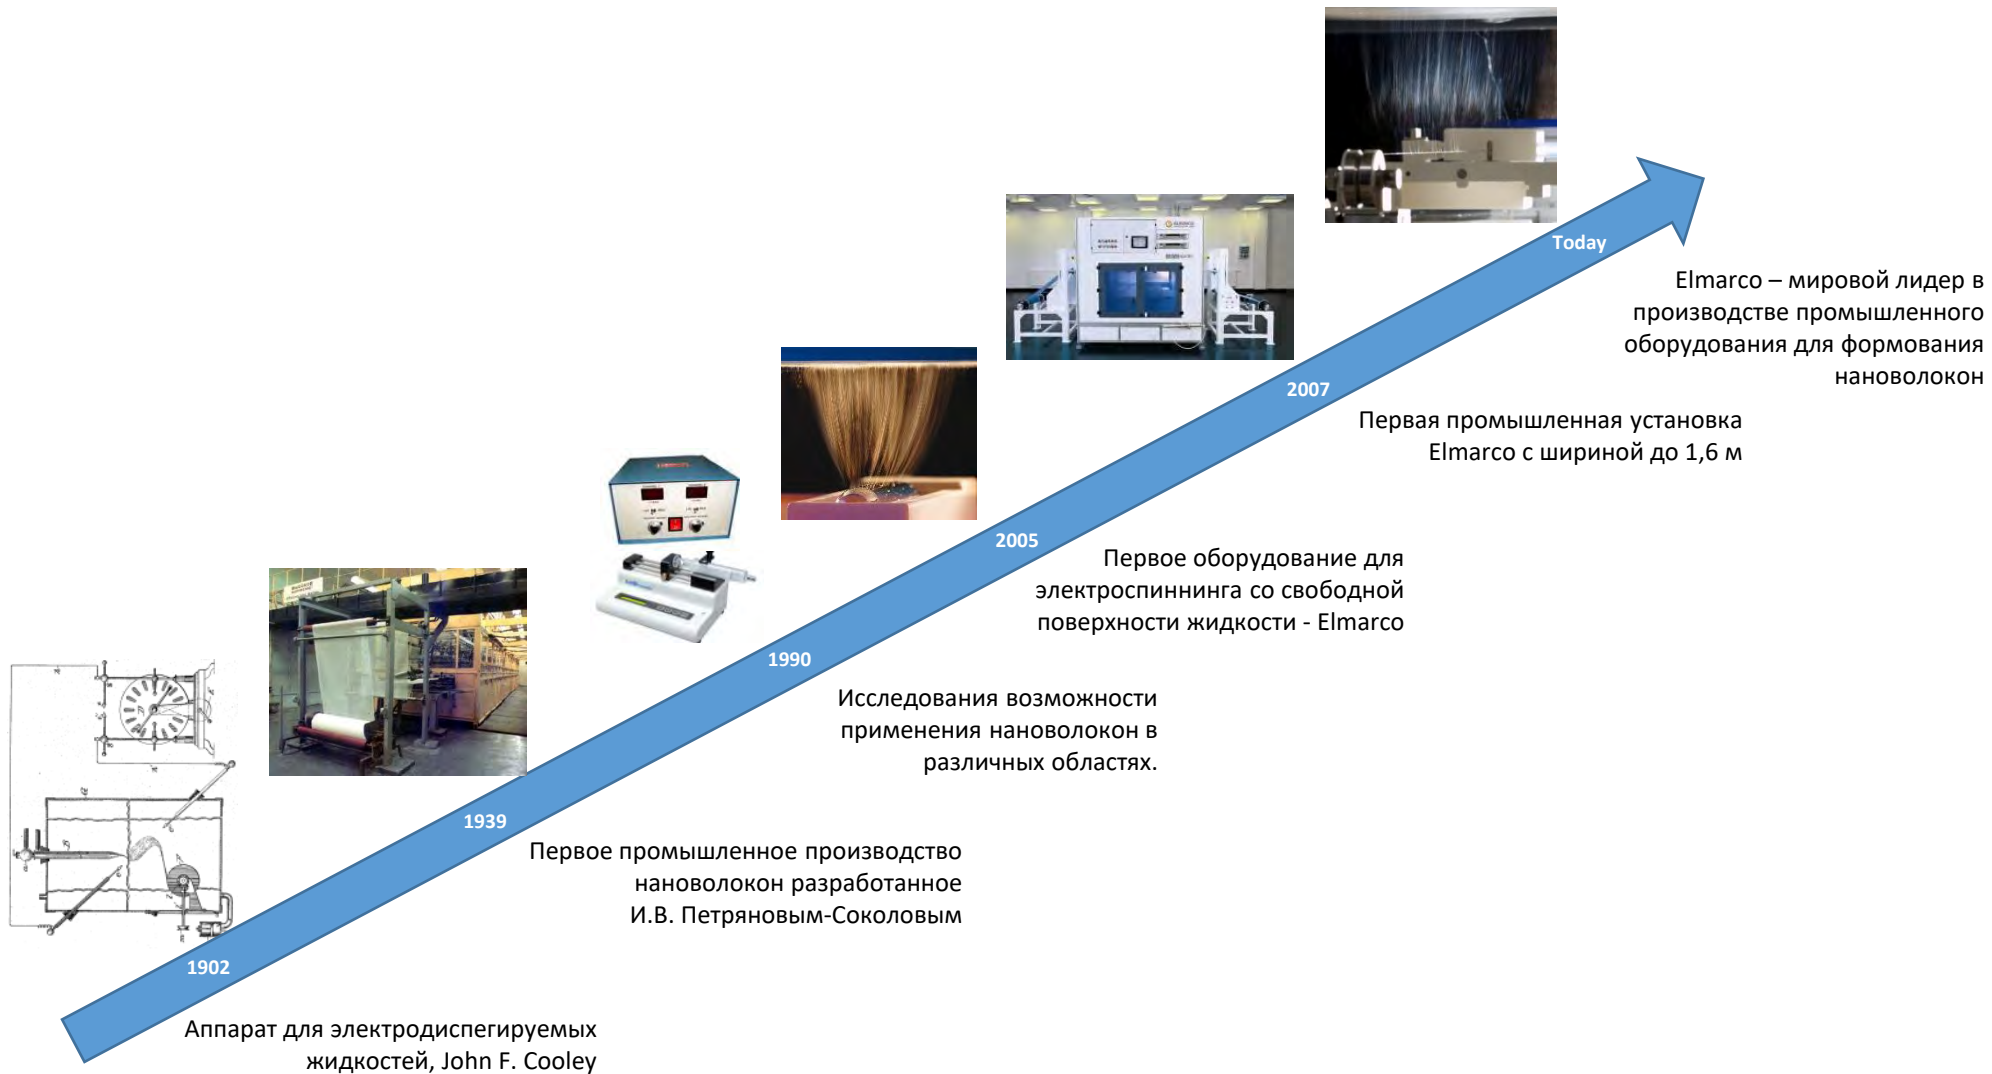 Today
Elmarco – мировой лидер в
производстве промышленного
оборудования для формования
нановолокон
2007
Первая промышленная установка
Elmarco с шириной до 1,6 м
2005
Первое оборудование для
электроспиннинга со свободной
поверхности жидкости - Elmarco
1990
Исследования возможности
применения нановолокон в
различных областях.
1939
Первое промышленное производство
нановолокон разработанное
И.В. Петряновым-Соколовым
1902
Аппарат для электродиспегируемых
жидкостей, John F. Cooley